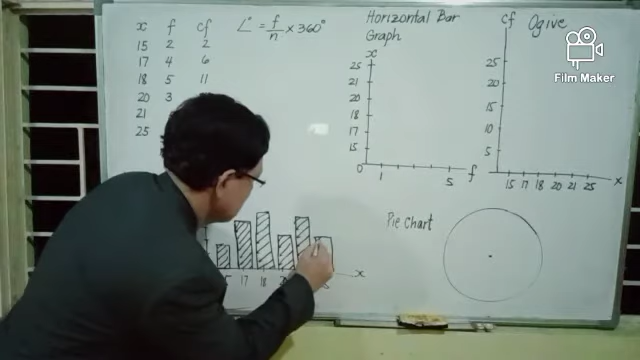 x f cf
15 2 2
17 4 6
18 5 11
20 3
21
25
∠° = f/n × 360°
Horizontal Bar
Graph
x
25
21
20
18
17
15
0 1 5 f
cf Ogive
25
20
15
10
5
15 17 18 20 21 25 x
Film Maker
17 18 x
Pie Chart